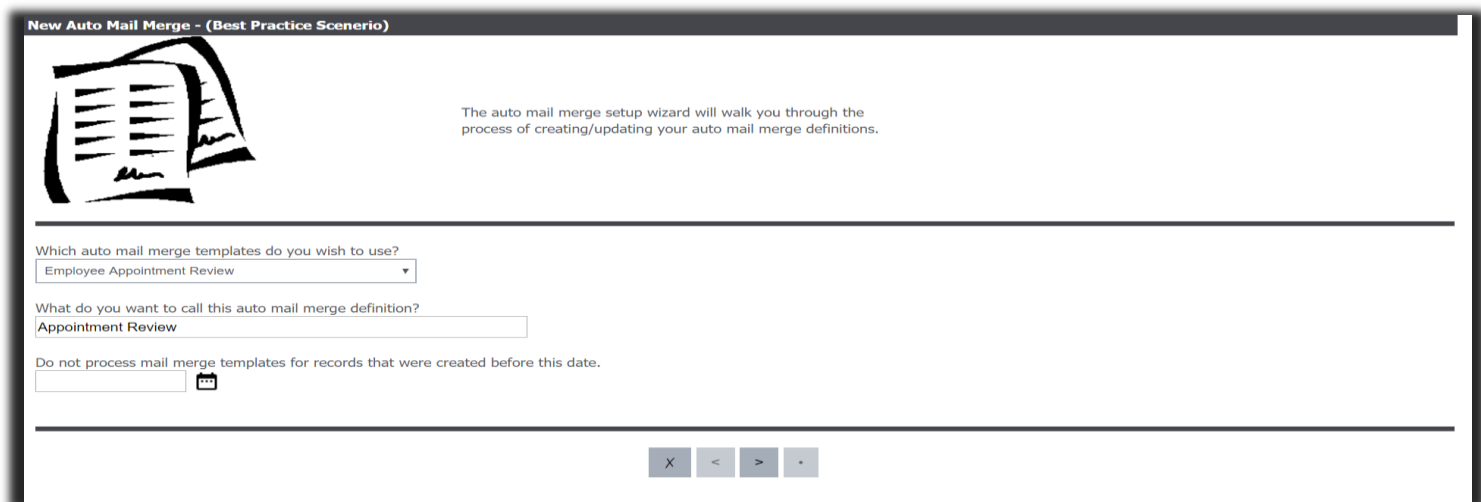 New Auto Mail Merge - (Best Practice Scenerio)
The auto mail merge setup wizard will walk you through the
process of creating/updating your auto mail merge definitions.
Which auto mail merge templates do you wish to use?
Employee Appointment Review
What do you want to call this auto mail merge definition?
Appointment Review
Do not process mail merge templates for records that were created before this date.
X < > •